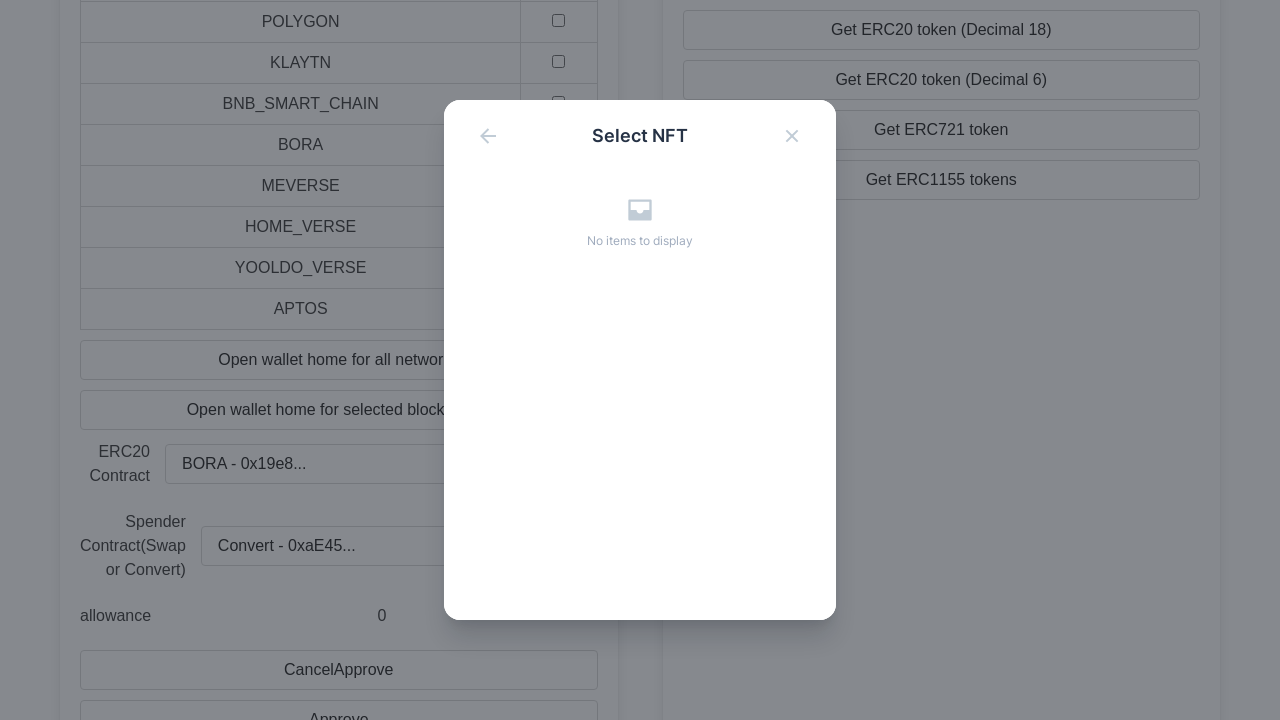 POLYGON
KLAYTN
BNB_SMART_CHAIN
BORA
MEVERSE
HOME_VERSE
YOOLDO_VERSE
APTOS
Open wallet home for all networ
Open wallet home for selected block
ERC20
Contract
BORA - 0x19e8...
Spender
Contract(Swap
or Convert)
Convert - 0xaE45...
allowance
0
CancelApprove
Approve
Select NFT
No items to display
Get ERC20 token (Decimal 18)
Get ERC20 token (Decimal 6)
Get ERC721 token
Get ERC1155 tokens